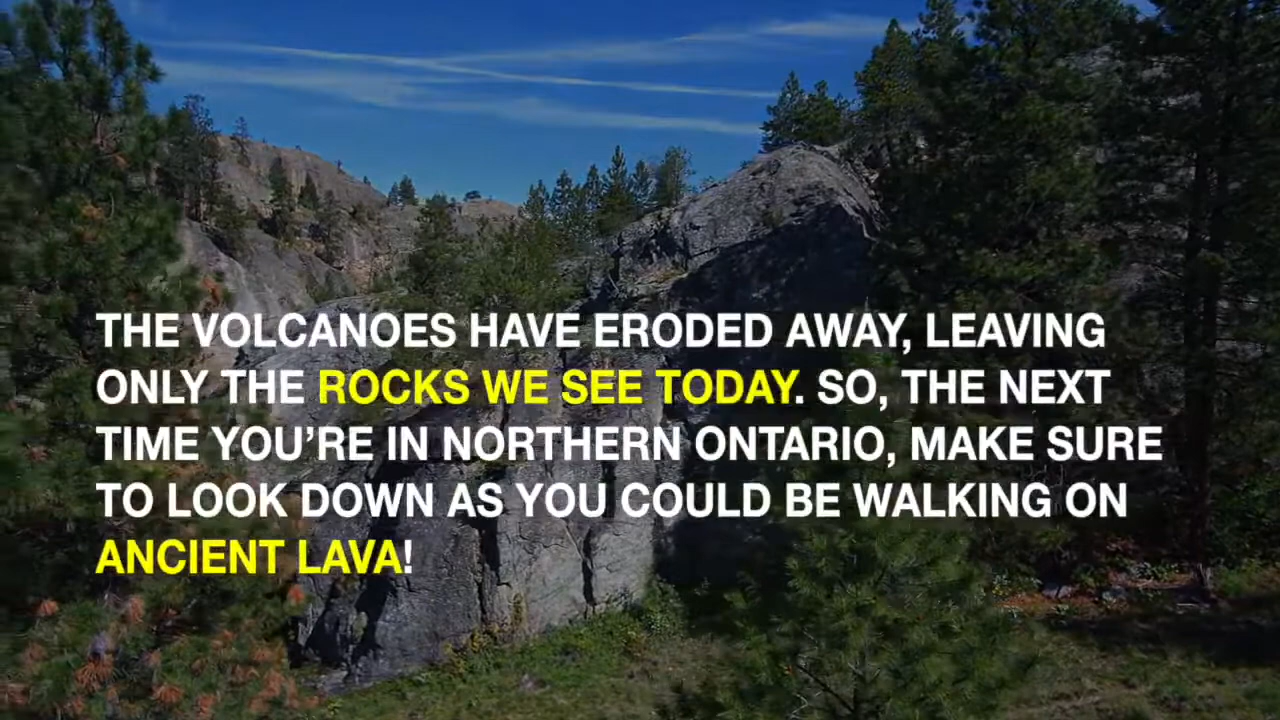 THE VOLCANOES HAVE ERODED AWAY, LEAVING
ONLY THE ROCKS WE SEE TODAY. SO, THE NEXT
TIME YOU’RE IN NORTHERN ONTARIO, MAKE SURE
TO LOOK DOWN AS YOU COULD BE WALKING ON
ANCIENT LAVA!